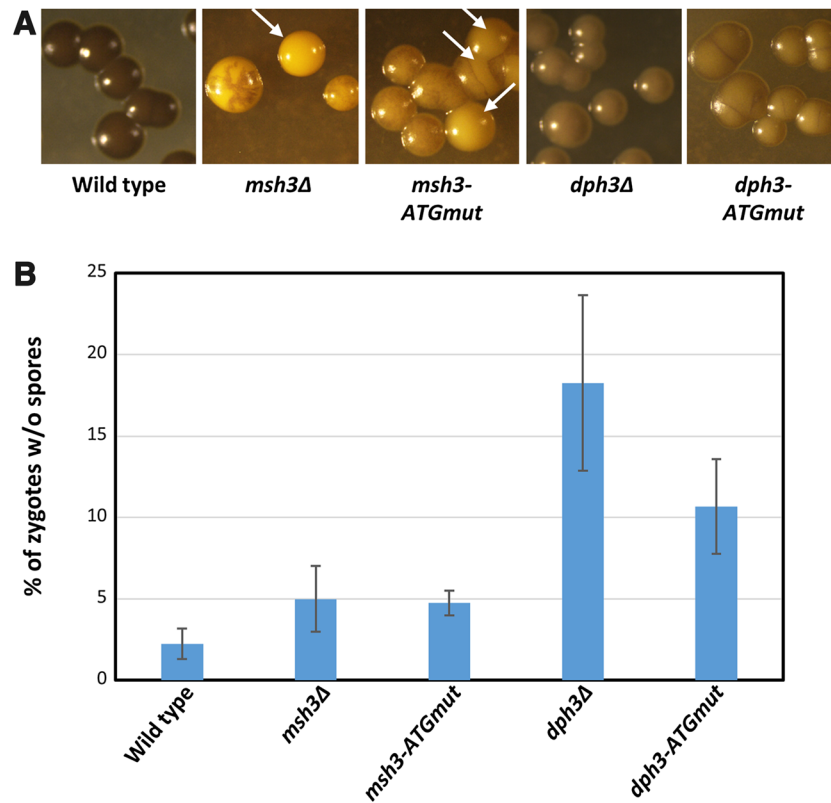 A
Wild type
msh3Δ
msh3-
ATGmut
dph3Δ
dph3-
ATGmut
B
% of zygotes w/o spores
25
20
15
10
5
0
Wild type
msh3Δ
msh3-ATGmut
dph3Δ
dph3-ATGmut